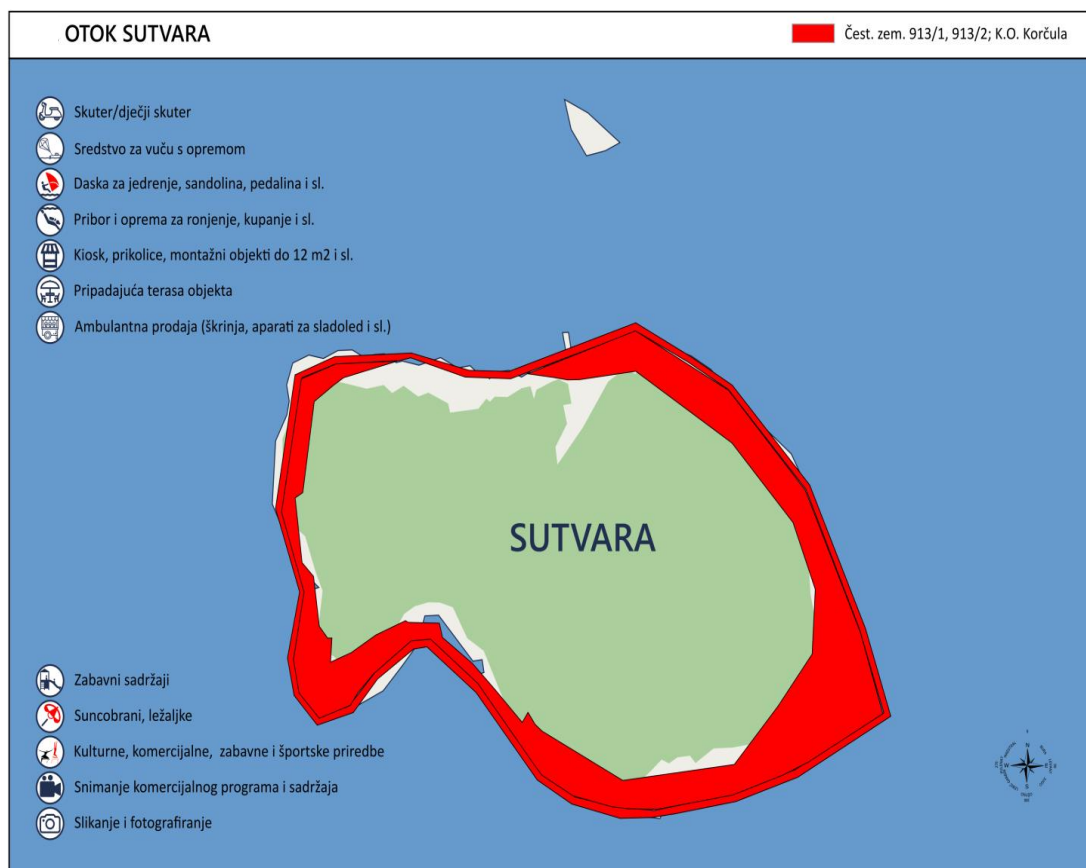 OTOK SUTVARA
Čest. zem. 913/1, 913/2; K.O. Korčula
Skuter/dječji skuter
Sredstvo za vuču s opremom
Daska za jedrenje, sandolina, pedalina i sl.
Pribor i oprema za ronjenje, kupanje i sl.
Kiosk, prikolice, montažni objekti do 12 m2 i sl.
Pripadajuća terasa objekta
Ambulantna prodaja (škrinja, aparati za sladoled i sl.)
SUTVARA
Zabavni sadržaji
Suncobrani, ležaljke
Kulturne, komercijalne, zabavne i športske priredbe
Snimanje komercijalnog programa i sadržaja
Slikanje i fotografiranje
N
W
E
S